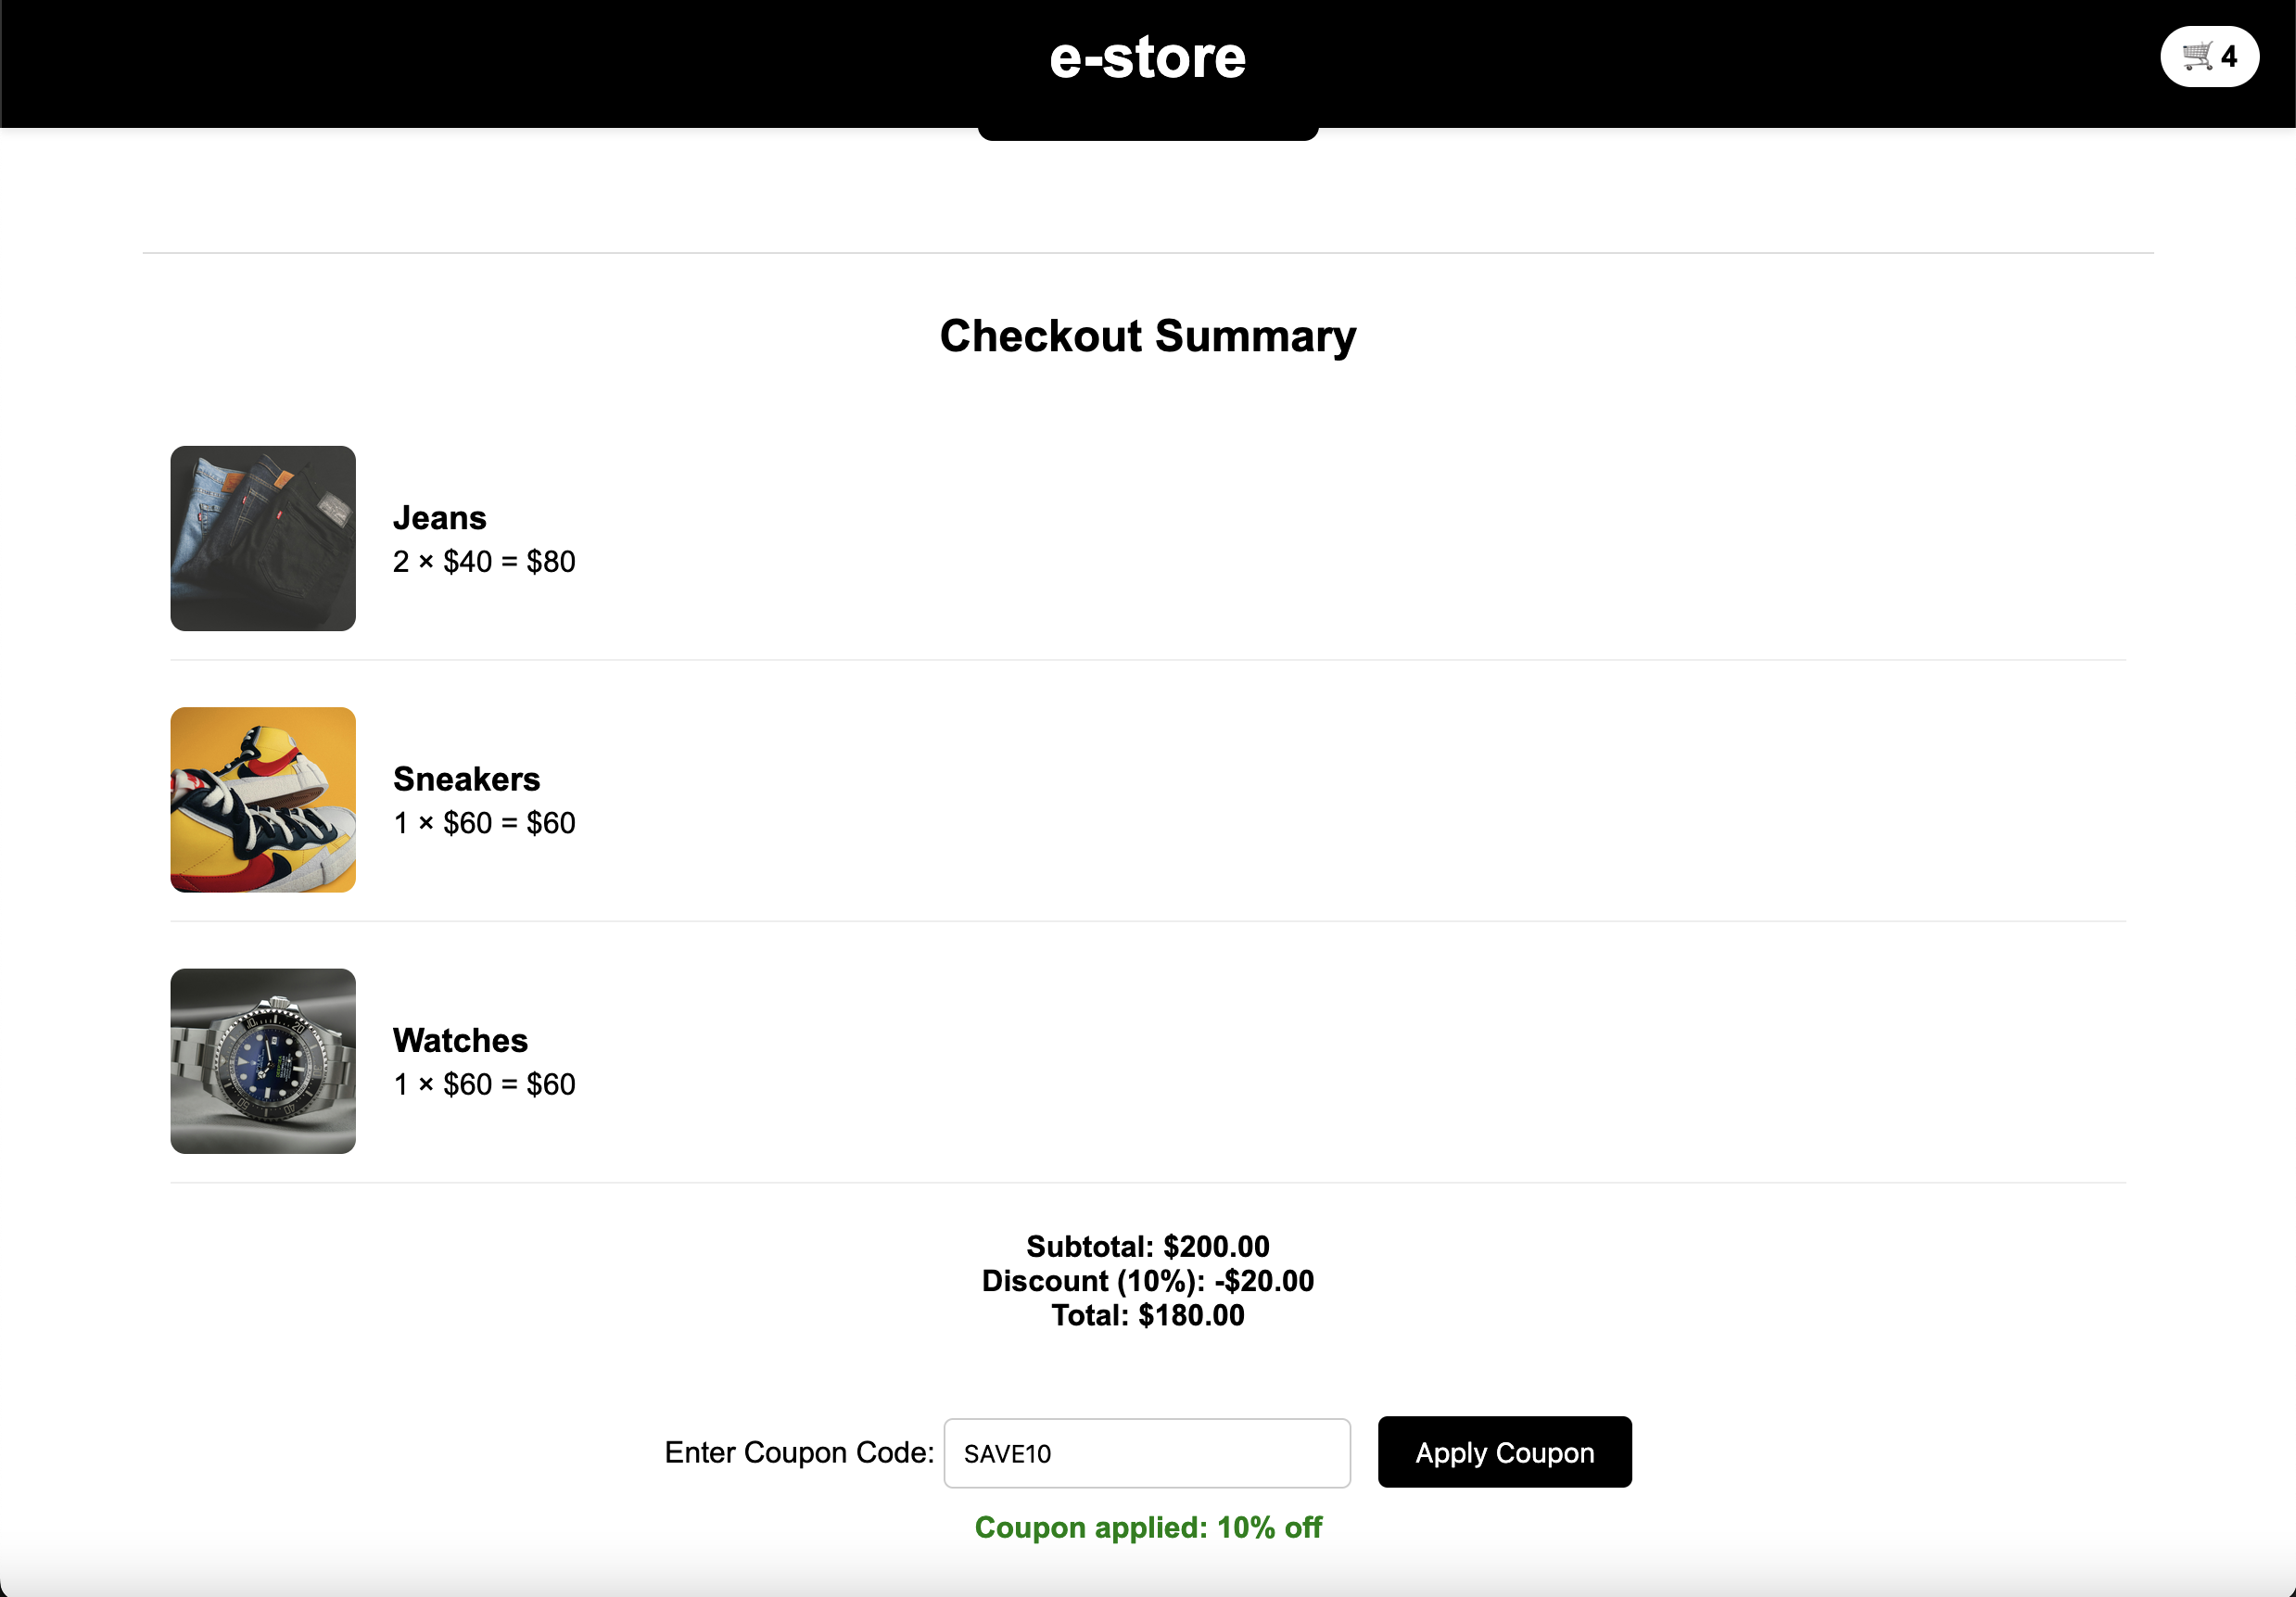 e-store
4
Checkout Summary
Jeans
2 × $40 = $80
Sneakers
1 × $60 = $60
Watches
1 × $60 = $60
Subtotal: $200.00
Discount (10%): -$20.00
Total: $180.00
Enter Coupon Code: SAVE10 Apply Coupon
Coupon applied: 10% off